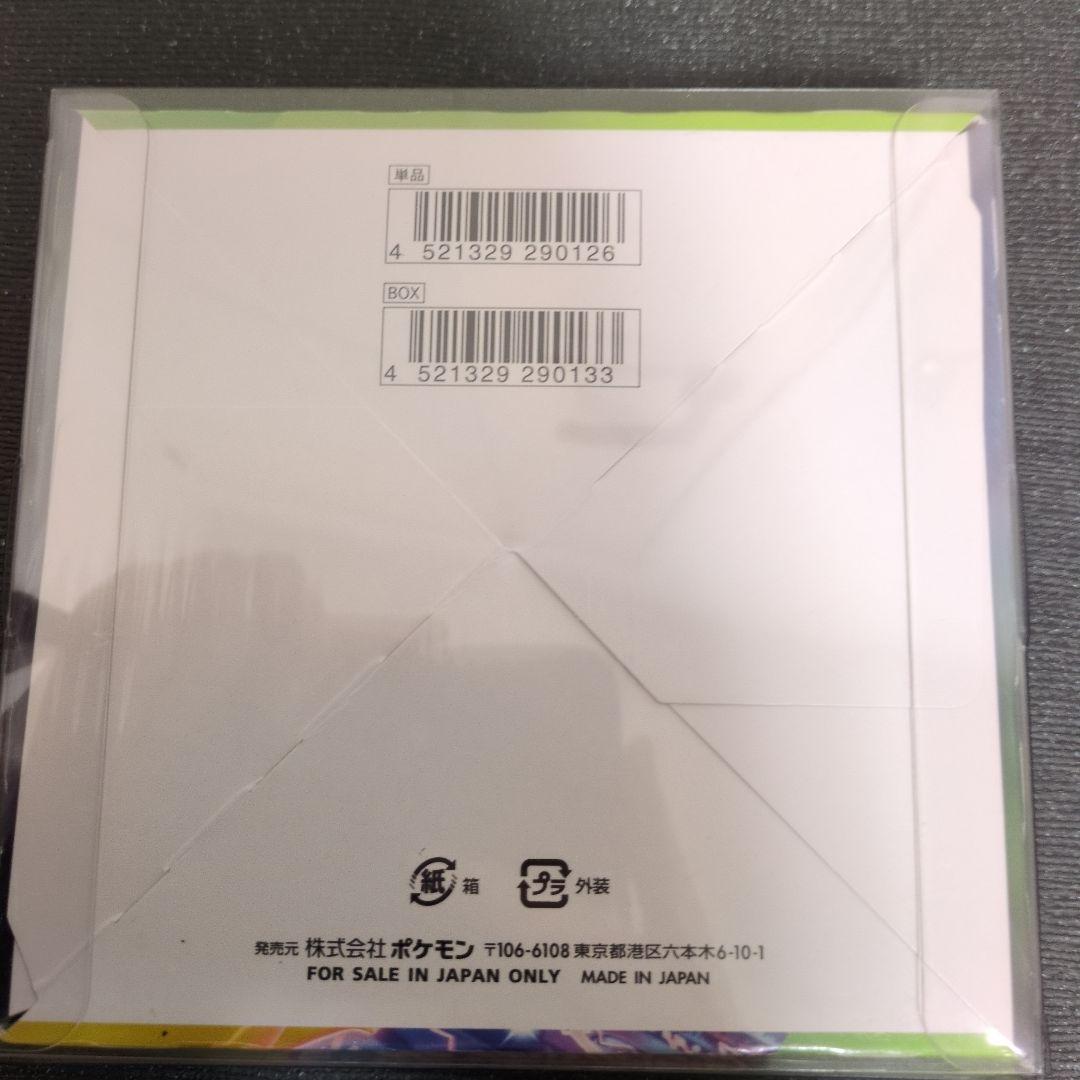 単品
4 521329 290126
BOX
4 521329 290133
紙 箱 プラ 外装
発売元 株式会社ポケモン 〒106-6108 東京都港区六本木6-10-1
FOR SALE IN JAPAN ONLY MADE IN JAPAN